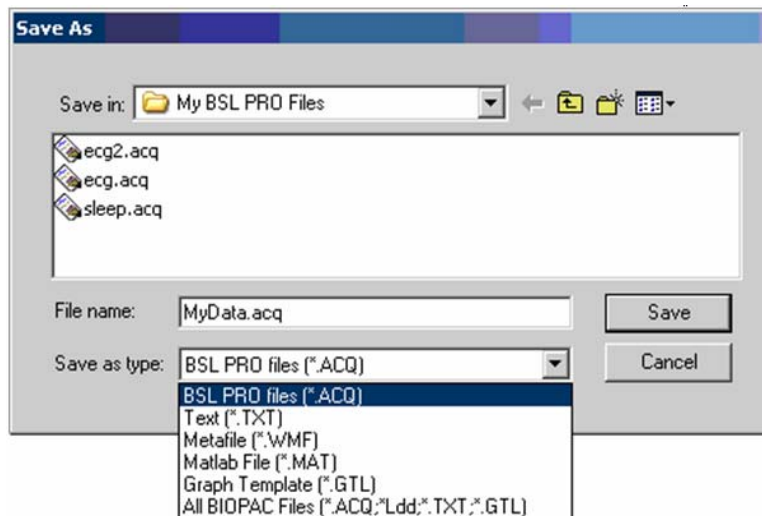 Save As
Save in: My BSL PRO Files
ecg2.acq
ecg.acq
sleep.acq
File name: MyData.acq Save
Save as type: BSL PRO files (*.ACQ) Cancel
BSL PRO files (*.ACQ)
Text (*.TXT)
Metafile (*.WMF)
Matlab File (*.MAT)
Graph Template (*.GTL)
All BIOPAC Files (*.ACQ;*Ldd;*.TXT;*.GTL)